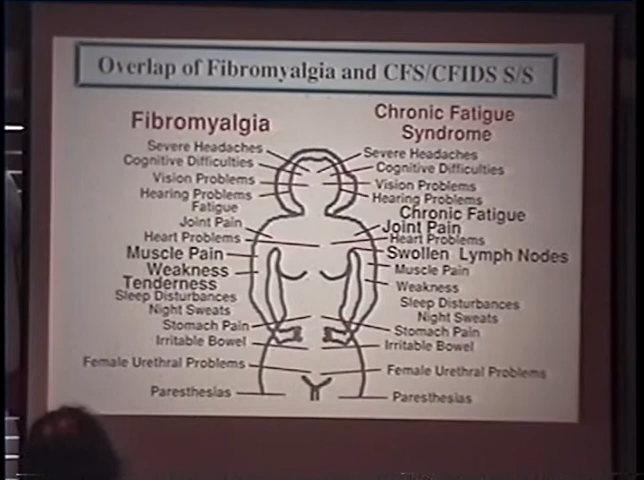 Overlap of Fibromyalgia and CFS/CFIDS S/S
Fibromyalgia
Severe Headaches
Cognitive Difficulties
Vision Problems
Hearing Problems
Fatigue
Joint Pain
Heart Problems
Muscle Pain
Weakness
Tenderness
Sleep Disturbances
Night Sweats
Stomach Pain
Irritable Bowel
Female Urethral Problems
Paresthesias
Chronic Fatigue
Syndrome
Severe Headaches
Cognitive Difficulties
Vision Problems
Hearing Problems
Chronic Fatigue
Joint Pain
Heart Problems
Swollen Lymph Nodes
Muscle Pain
Weakness
Sleep Disturbances
Night Sweats
Stomach Pain
Irritable Bowel
Female Urethral Problems
Paresthesias